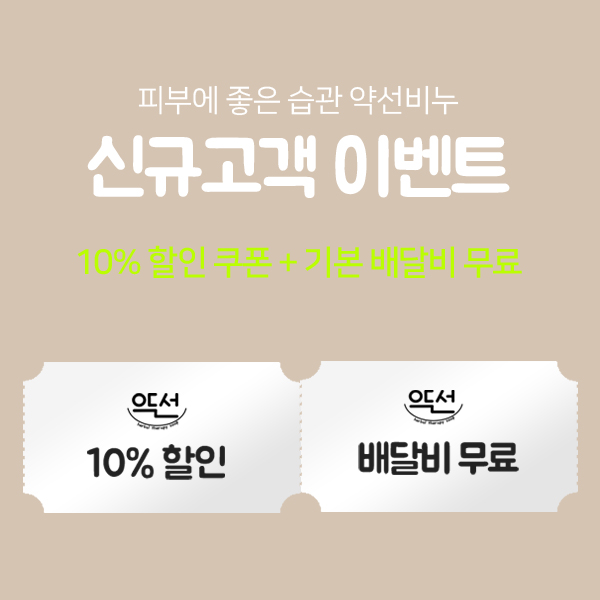 피부에 좋은 습관 약선비누
신규고객 이벤트
10% 할인 쿠폰 + 기본 배달비 무료
약선
10% 할인
약선
배달비 무료